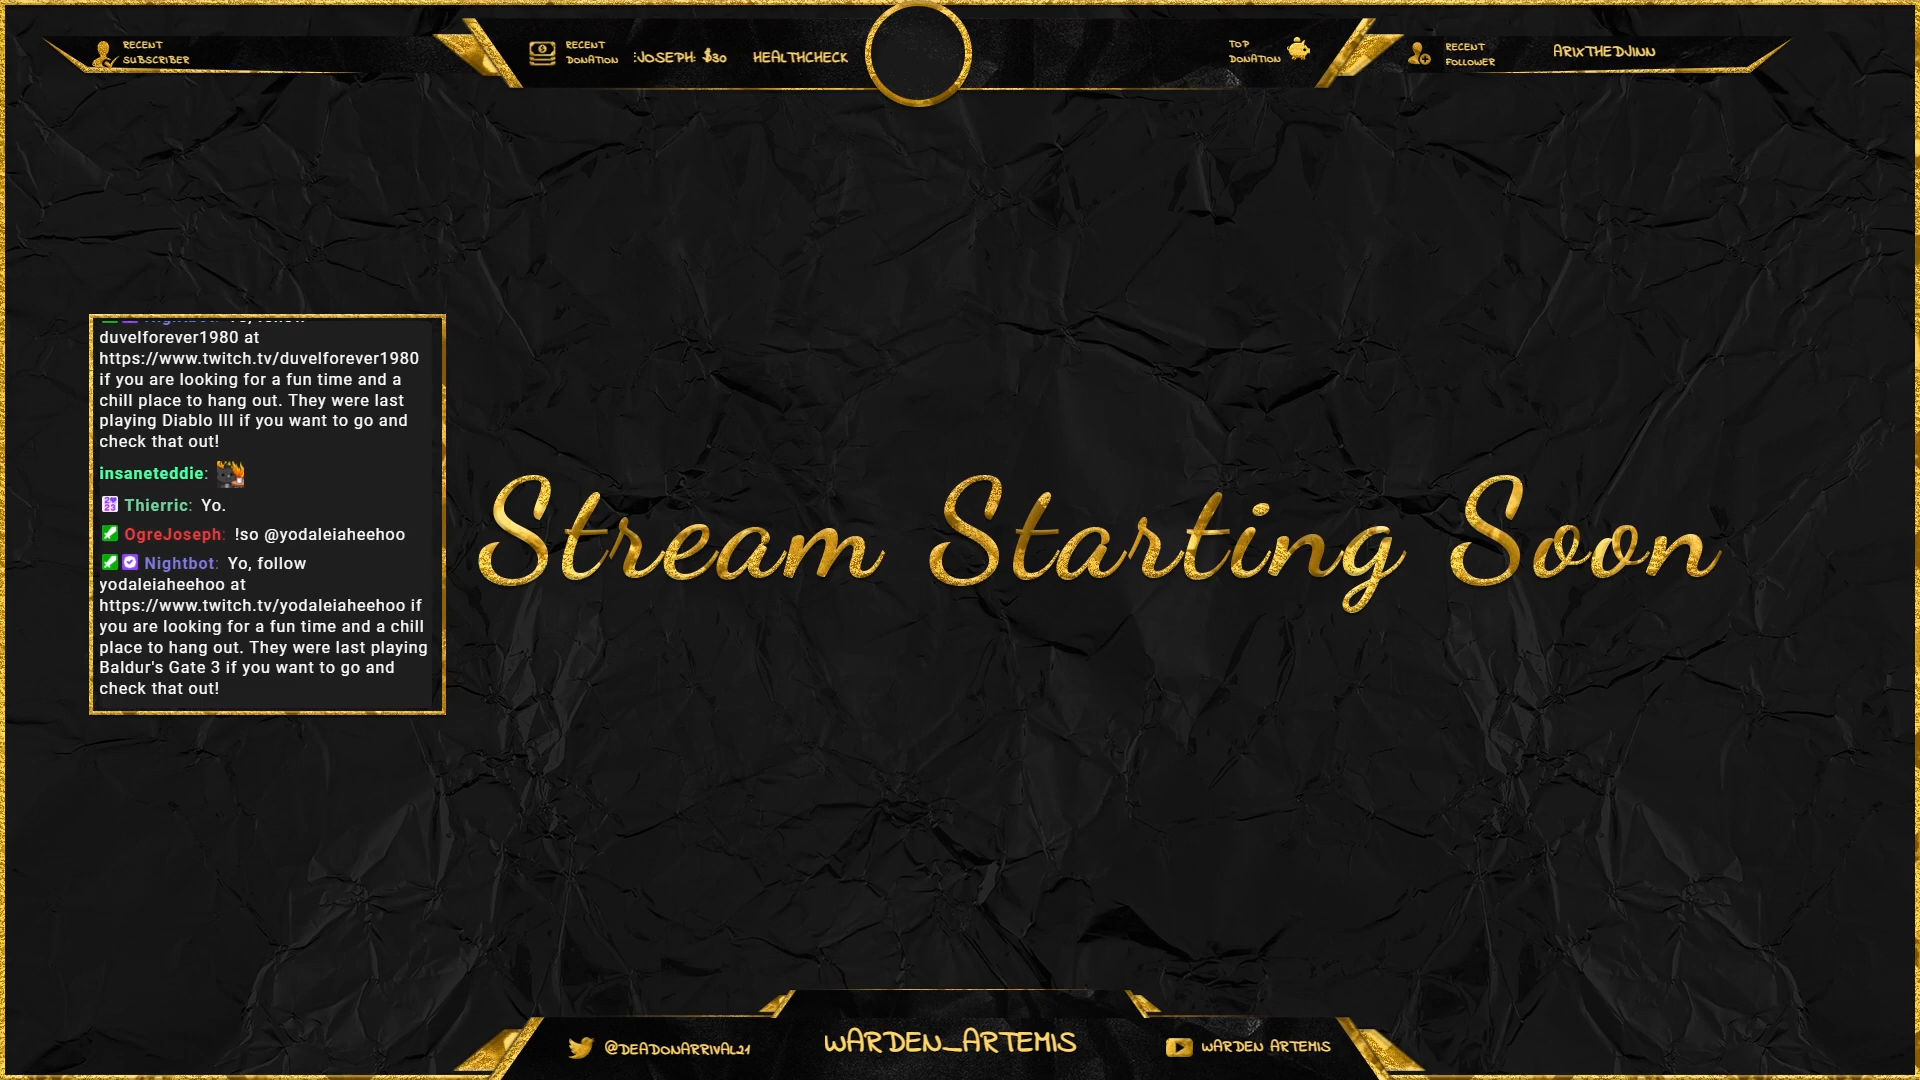 RECENT
SUBSCRIBER
RECENT
DONATION
:JOSEPH: $30 HEALTHCHECK
TOP
DONATION
RECENT
FOLLOWER
ARIXTHEDJINN
duvelforever1980 at
https://www.twitch.tv/duvelforever1980
if you are looking for a fun time and a
chill place to hang out. They were last
playing Diablo III if you want to go and
check that out!
insaneteddie:
Thierric: Yo.
OgreJoseph: !so @yodaleiaheehoo
Nightbot: Yo, follow
yodaleiaheehoo at
https://www.twitch.tv/yodaleiaheehoo if
you are looking for a fun time and a chill
place to hang out. They were last playing
Baldur's Gate 3 if you want to go and
check that out!
Stream Starting Soon
@DEADONARRIVAL21
WARDEN_ARTEMIS
WARDEN ARTEMIS